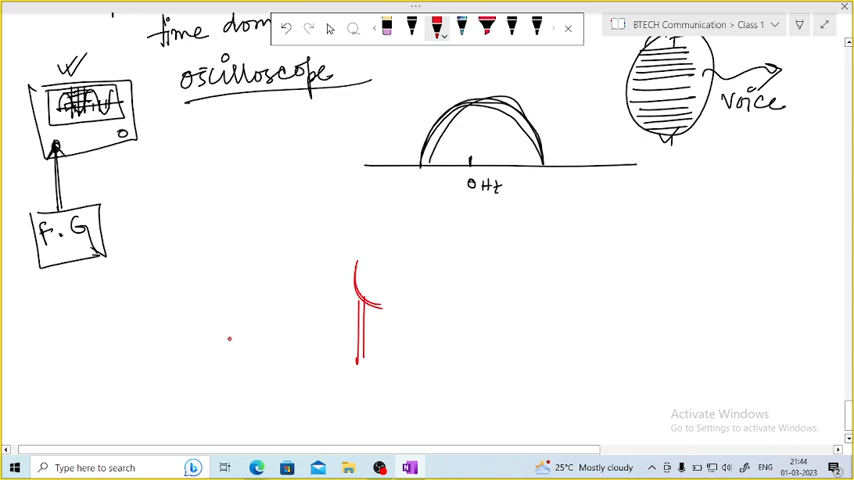 BTECH Communication > Class 1
time dom
oscilloscope
voice
0 Hz
F.G
Activate Windows
Go to Settings to activate Windows.
Type here to search
25°C Mostly cloudy
ENG
21:44
01-03-2023
2